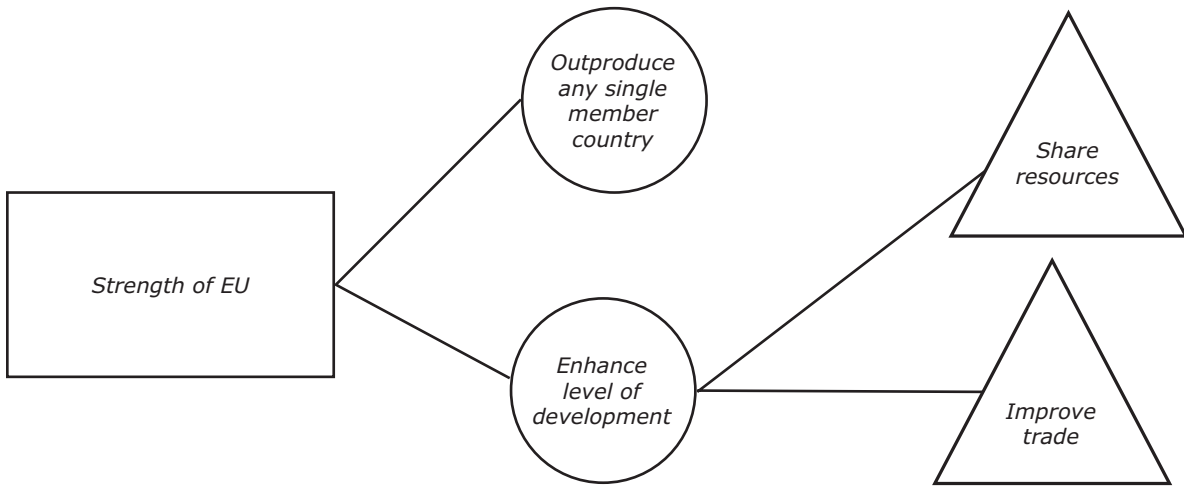 Strength of EU
Outproduce
any single
member
country
Enhance
level of
development
Share
resources
Improve
trade